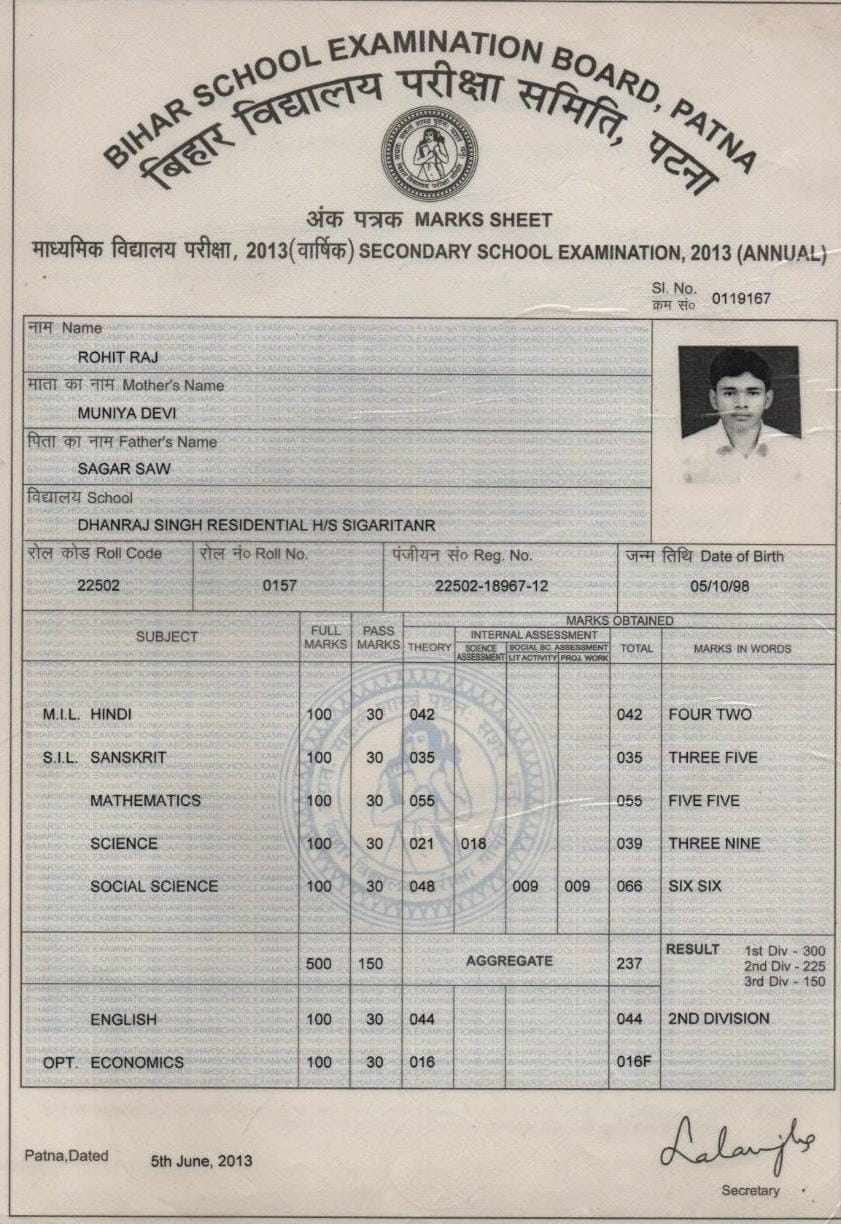 BIHAR SCHOOL EXAMINATION BOARD, PATNA
बिहार विद्यालय परीक्षा समिति, पटना
अंक पत्रक MARKS SHEET
माध्यमिक विद्यालय परीक्षा, 2013(वार्षिक) SECONDARY SCHOOL EXAMINATION, 2013 (ANNUAL)
Sl. No.
क्रम सं० 0119167
नाम Name
ROHIT RAJ
माता का नाम Mother's Name
MUNIYA DEVI
पिता का नाम Father's Name
SAGAR SAW
विद्यालय School
DHANRAJ SINGH RESIDENTIAL H/S SIGARITANR
रोल कोड Roll Code रोल नं० Roll No. पंजीयन सं० Reg. No. जन्म तिथि Date of Birth
22502 0157 22502-18967-12 05/10/98
MARKS OBTAINED
SUBJECT FULL MARKS PASS MARKS THEORY INTERNAL ASSESSMENT TOTAL MARKS IN WORDS
SCIENCE ASSESSMENT SOCIAL SC. ASSESSMENT
LIT ACTIVITY PROJ. WORK
M.I.L. HINDI 100 30 042 042 FOUR TWO
S.I.L. SANSKRIT 100 30 035 035 THREE FIVE
MATHEMATICS 100 30 055 055 FIVE FIVE
SCIENCE 100 30 021 018 039 THREE NINE
SOCIAL SCIENCE 100 30 048 009 009 066 SIX SIX
500 150 AGGREGATE 237 RESULT 1st Div - 300
2nd Div - 225
3rd Div - 150
ENGLISH 100 30 044 044 2ND DIVISION
OPT. ECONOMICS 100 30 016 016F
Patna,Dated 5th June, 2013
Secretary